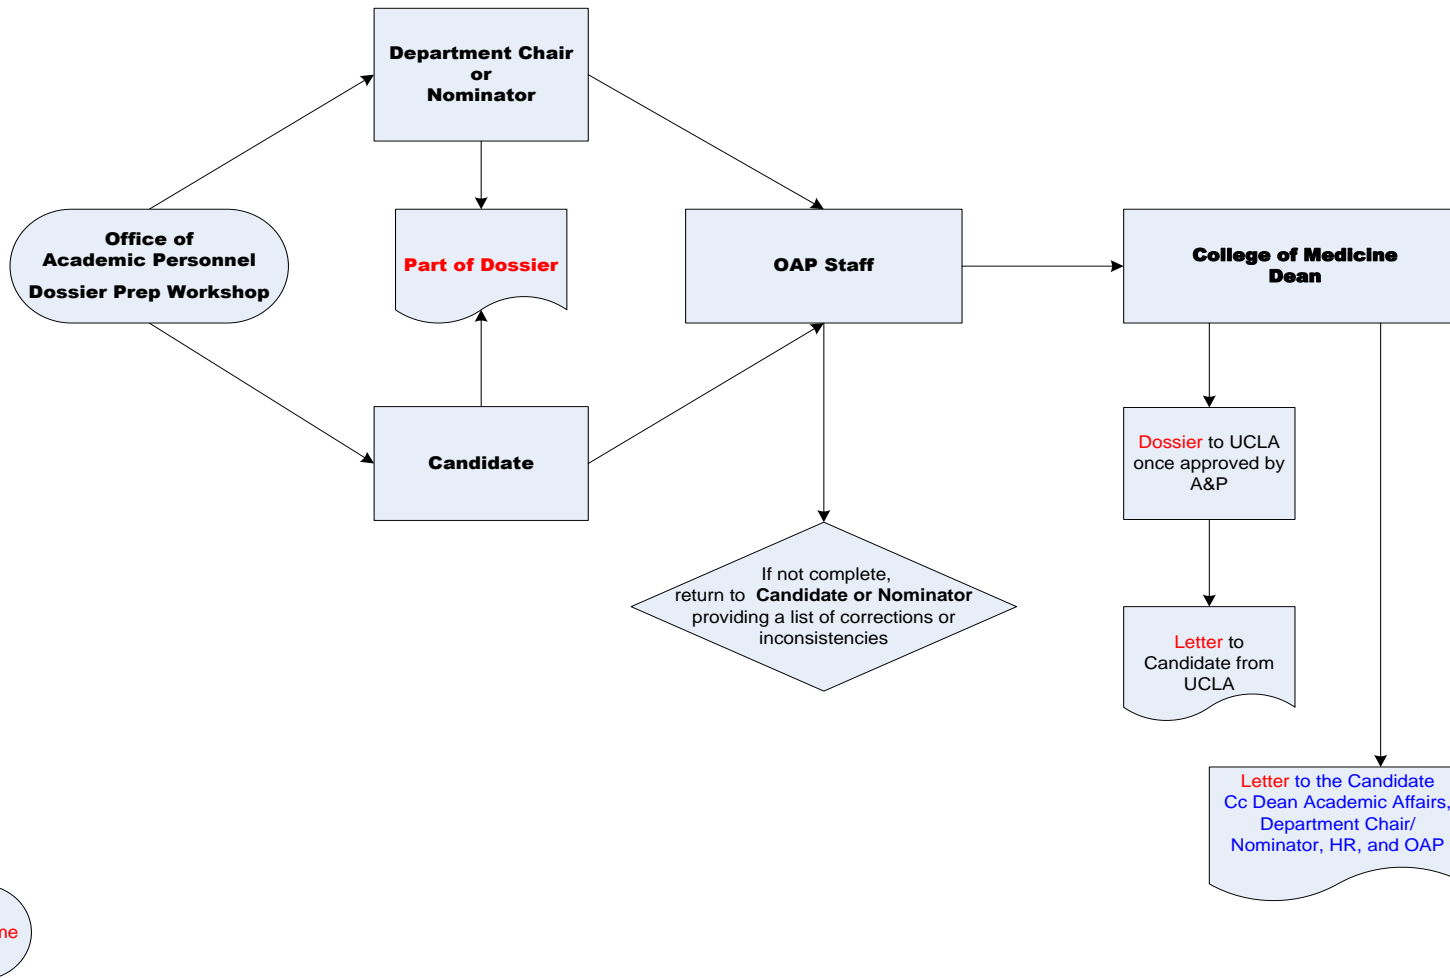 Department Chair
or
Nominator
Office of
Academic Personnel
Dossier Prep Workshop
Part of Dossier
OAP Staff
College of Medicine
Dean
Candidate
Dossier to UCLA
once approved by
A&P
If not complete,
return to Candidate or Nominator
providing a list of corrections or
inconsistencies
Letter to
Candidate from
UCLA
Letter to the Candidate
Cc Dean Academic Affairs,
Department Chair/
Nominator, HR, and OAP